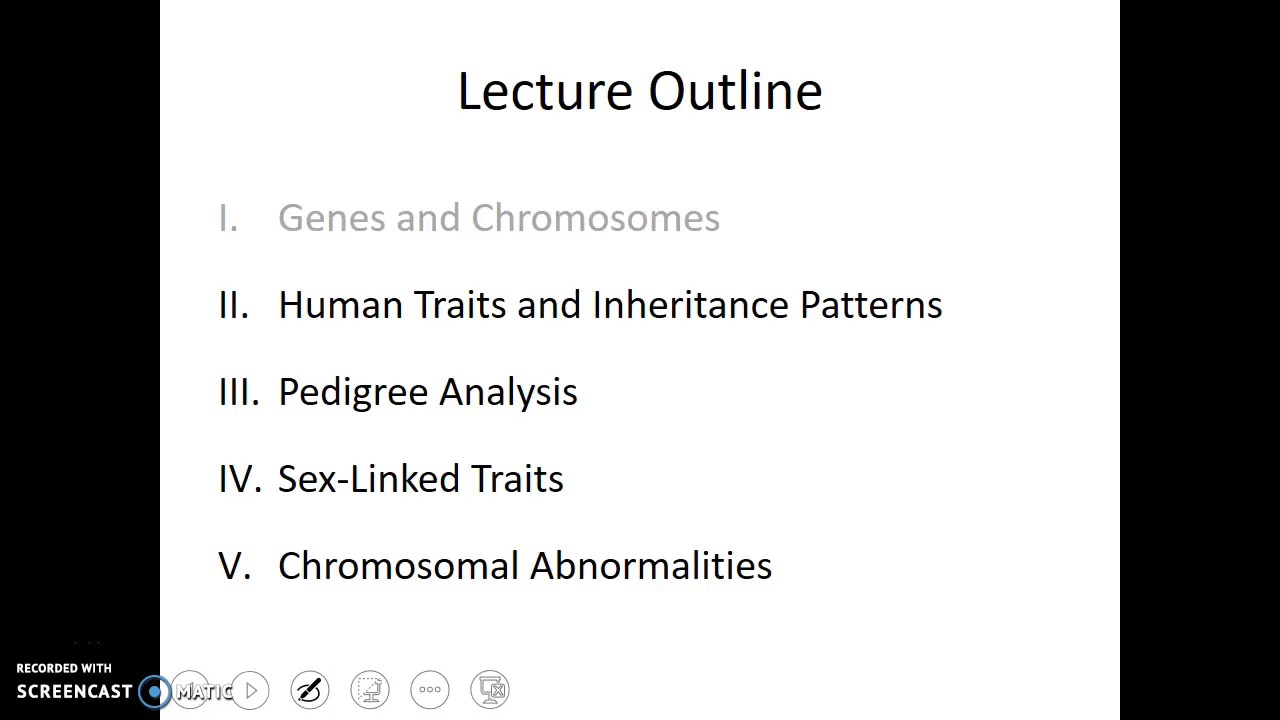 Lecture Outline
I. Genes and Chromosomes
II. Human Traits and Inheritance Patterns
III. Pedigree Analysis
IV. Sex-Linked Traits
V. Chromosomal Abnormalities
RECORDED WITH
SCREENCAST MATIC